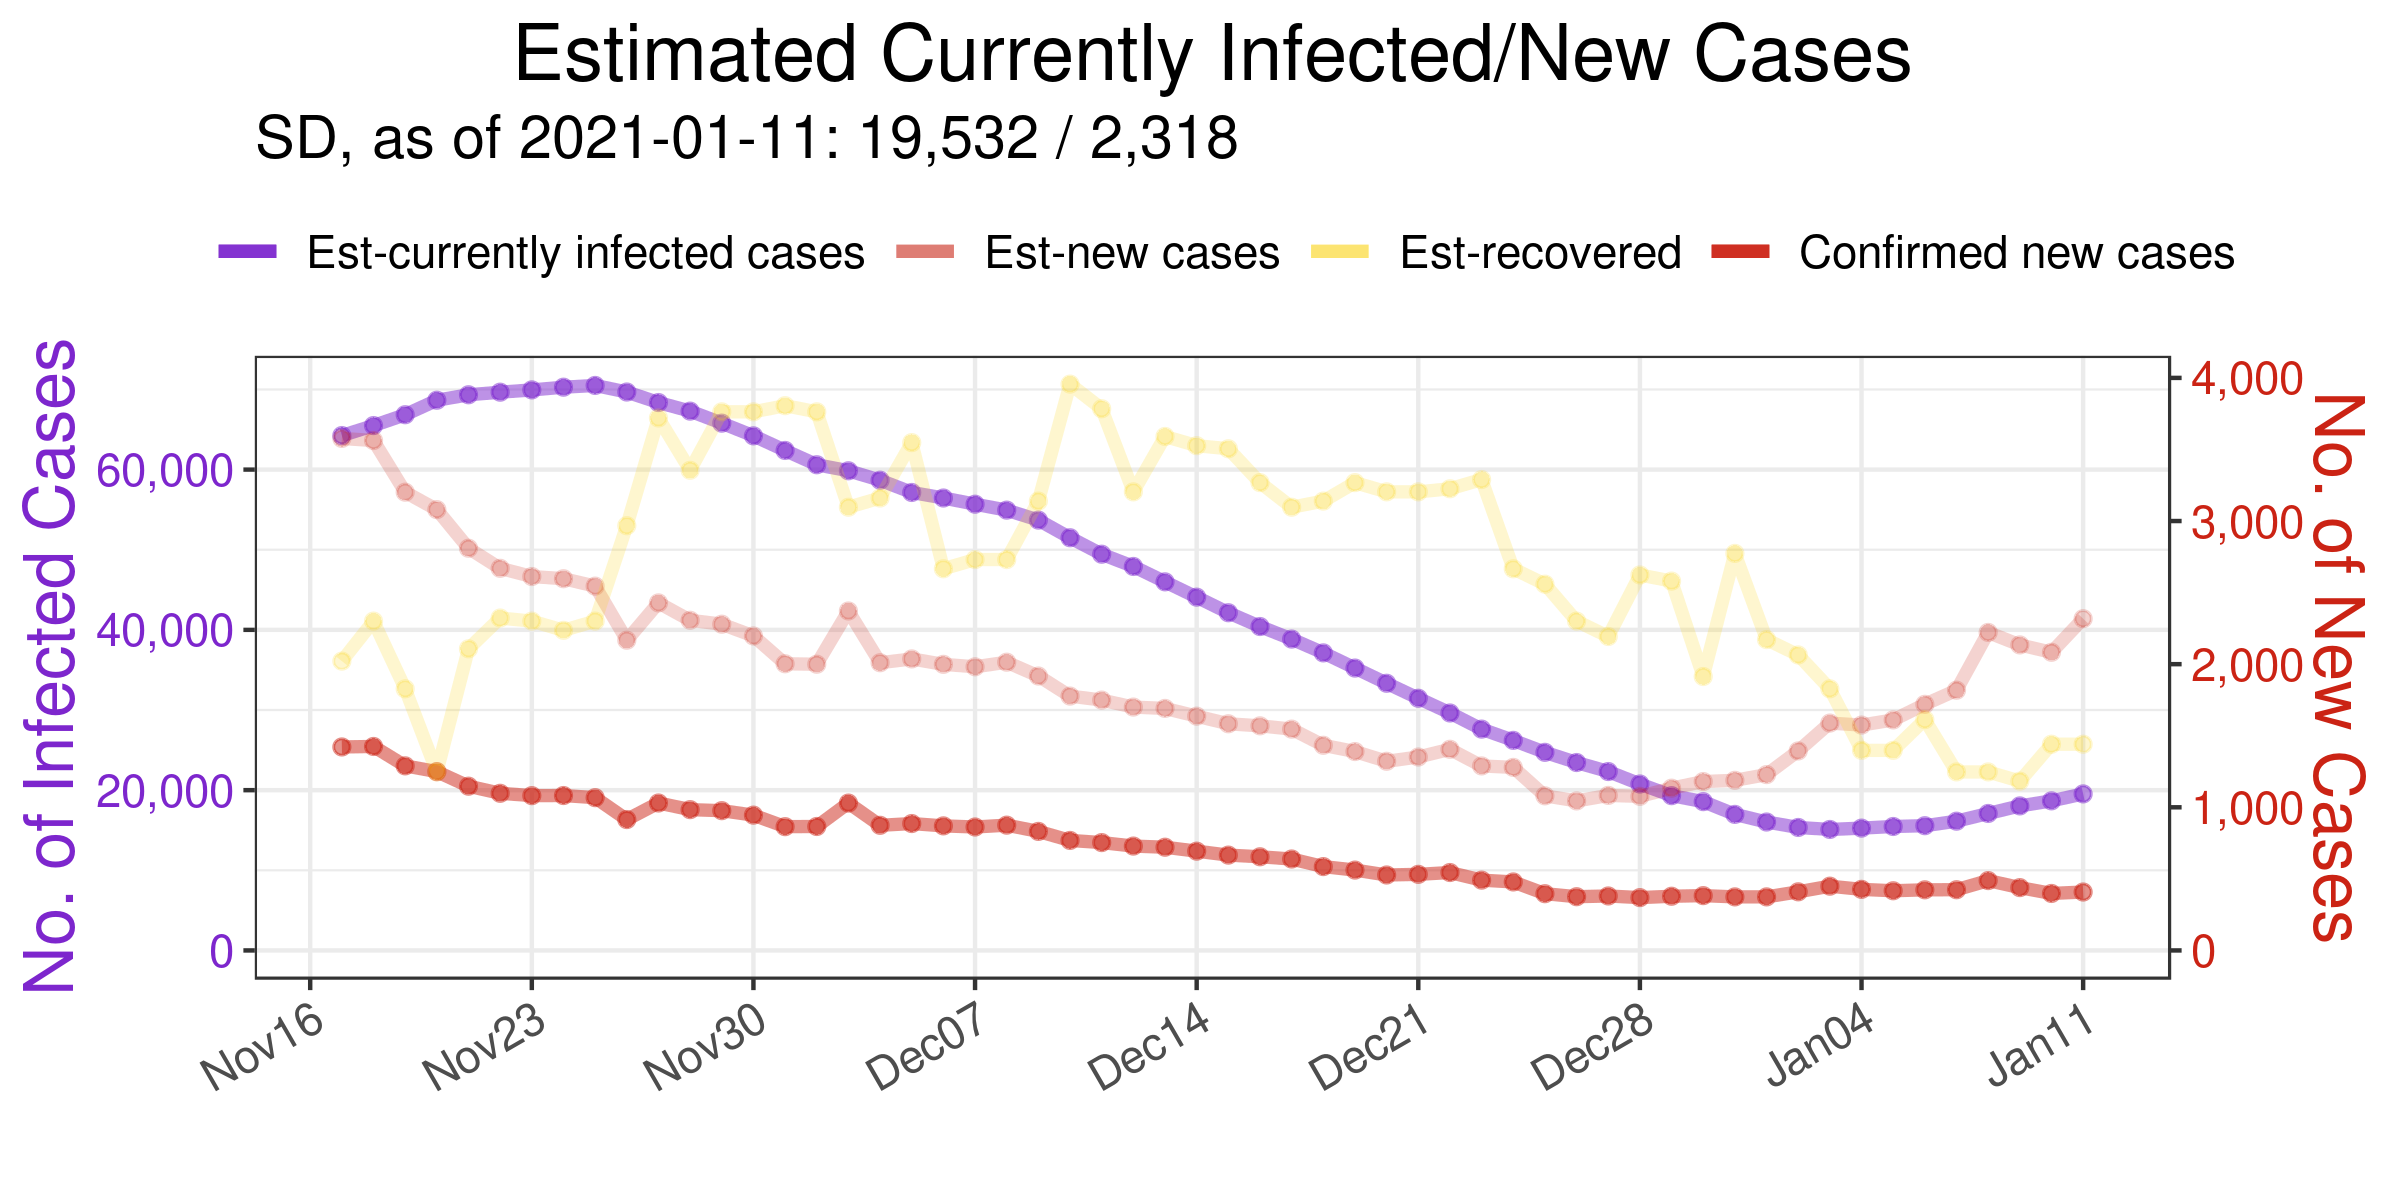 Estimated Currently Infected/New Cases
SD, as of 2021-01-11: 19,532 / 2,318
Est-currently infected cases Est-new cases Est-recovered Confirmed new cases
No. of Infected Cases
60,000
40,000
20,000
0
4,000
3,000
2,000
1,000
0
No. of New Cases
Nov16 Nov23 Nov30 Dec07 Dec14 Dec21 Dec28 Jan04 Jan11